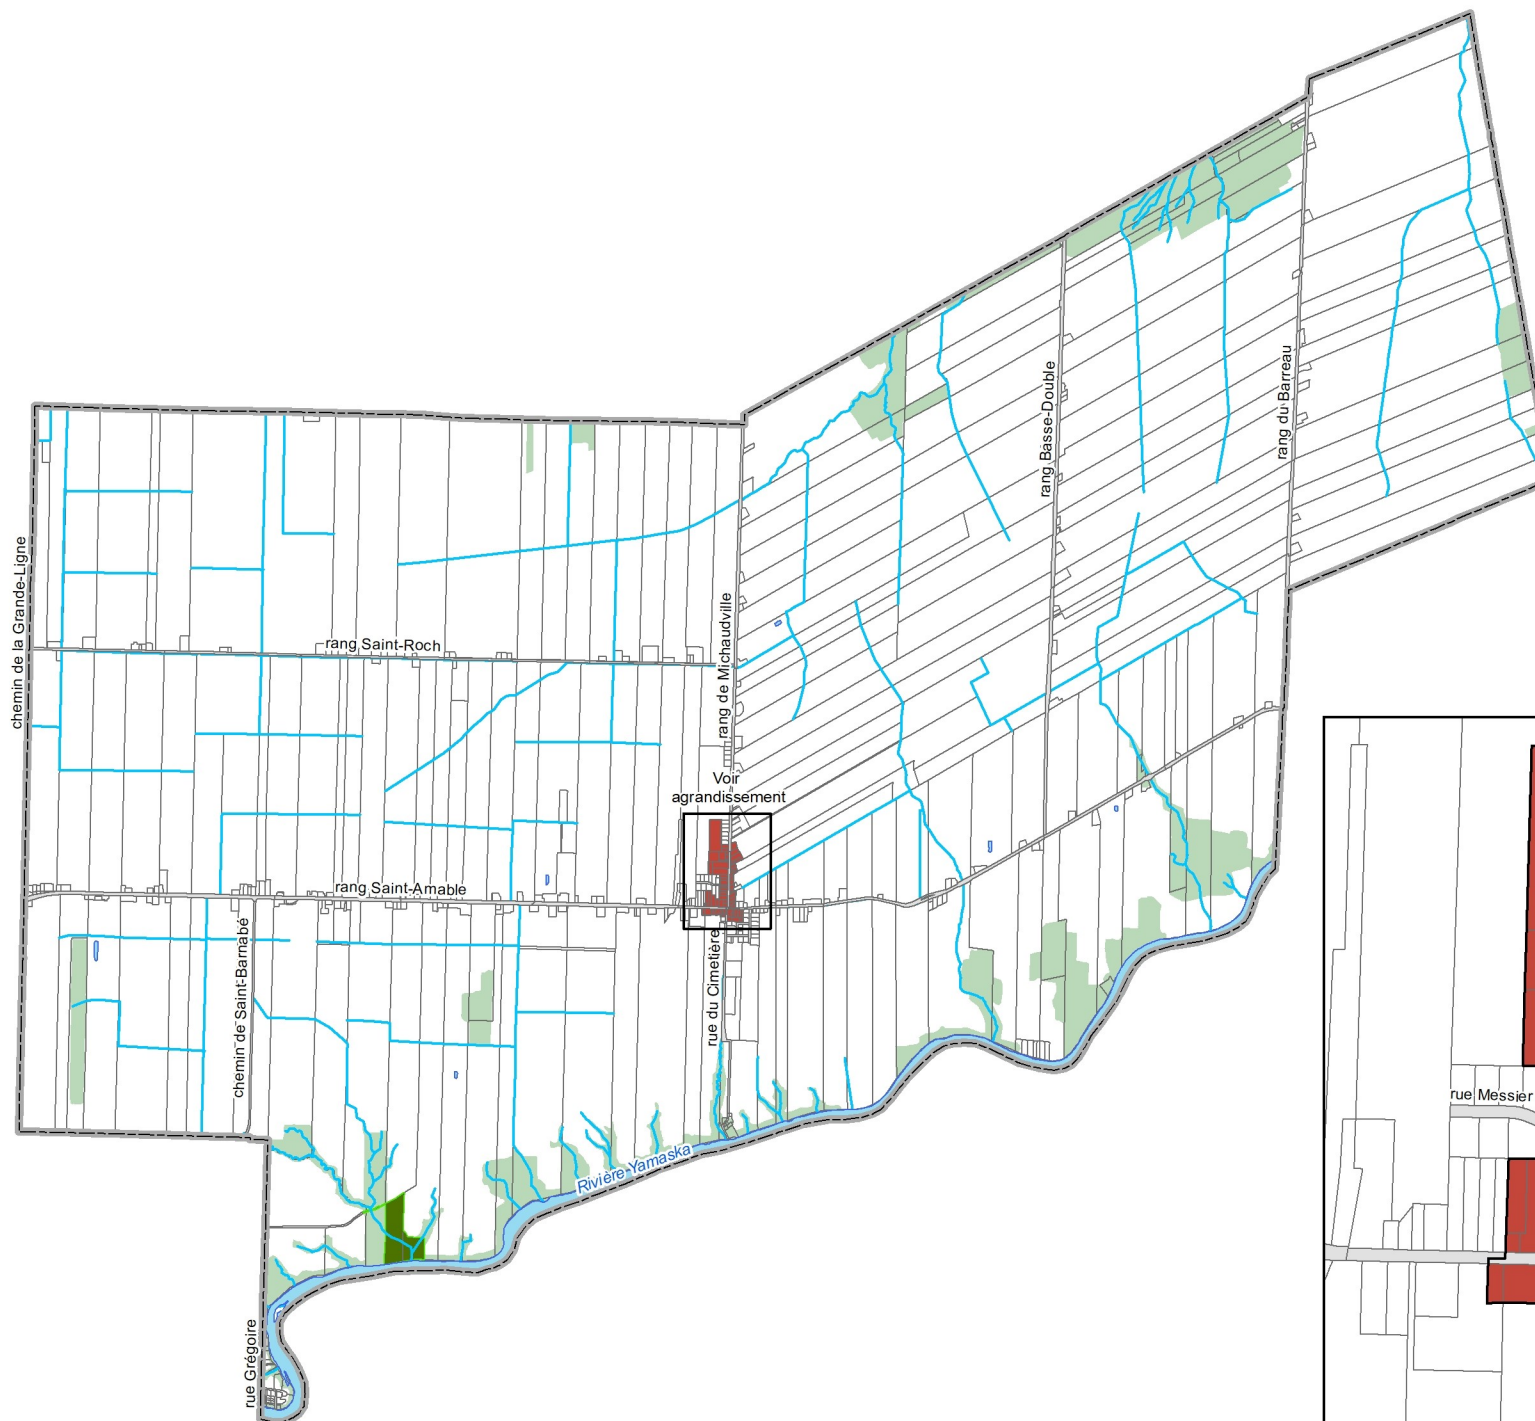 rang Basse-Double
rang du Barreau
chemin de la Grande-Ligne
rang Saint-Roch
rang de Michaudville
Voir
agrandissement
rang Saint-Amable
chemin de Saint-Barnabé
rue du Cimetière
rue Messier
Rivière Yamaska
rue Grégoire